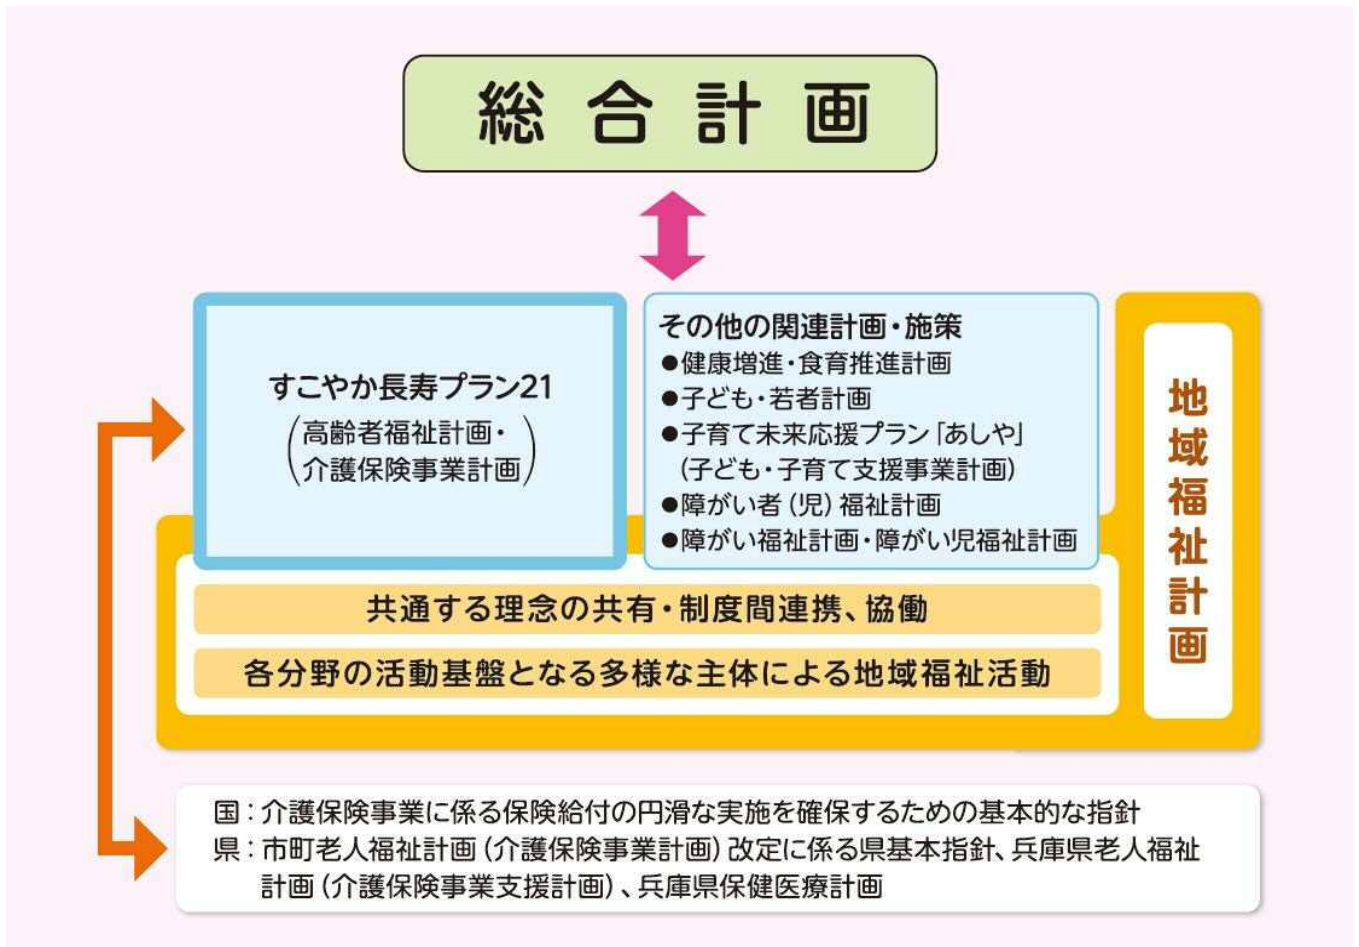 総合計画
すこやか長寿プラン21
(高齢者福祉計画・
介護保険事業計画)
その他の関連計画・施策
●健康増進・食育推進計画
●子ども・若者計画
●子育て未来応援プラン「あしや」
(子ども・子育て支援事業計画)
●障がい者(児)福祉計画
●障がい福祉計画・障がい児福祉計画
地域福祉計画
共通する理念の共有・制度間連携、協働
各分野の活動基盤となる多様な主体による地域福祉活動
国:介護保険事業に係る保険給付の円滑な実施を確保するための基本的な指針
県:市町老人福祉計画(介護保険事業計画)改定に係る県基本指針、兵庫県老人福祉
計画(介護保険事業支援計画)、兵庫県保健医療計画